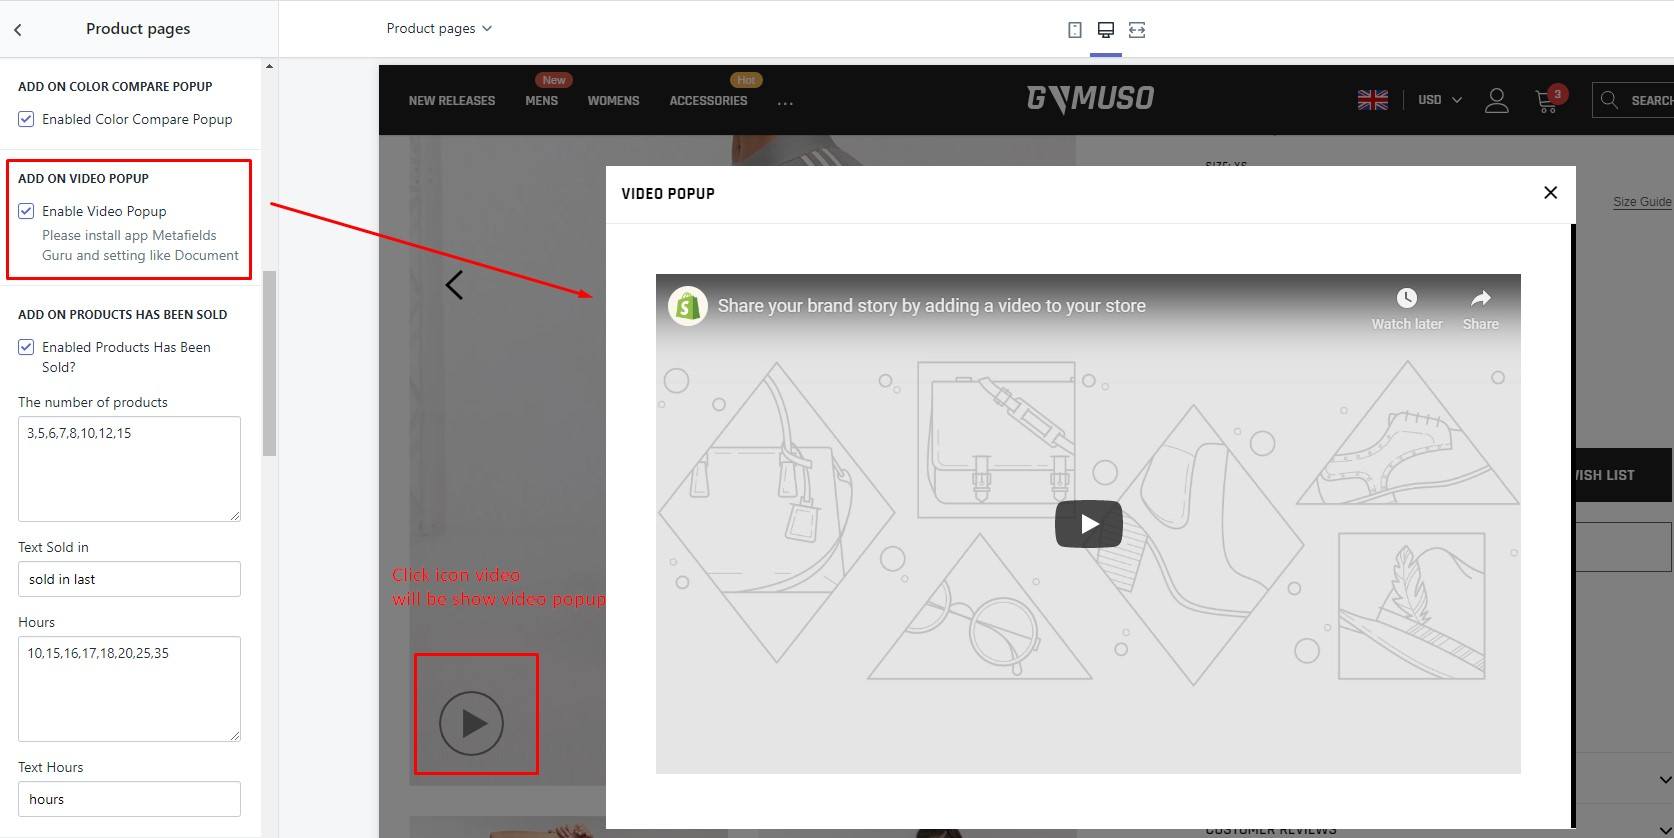 Product pages
Product pages
ADD ON COLOR COMPARE POPUP
Enabled Color Compare Popup
ADD ON VIDEO POPUP
Enable Video Popup
Please install app Metafields
Guru and setting like Document
ADD ON PRODUCTS HAS BEEN SOLD
Enabled Products Has Been
Sold?
The number of products
3,5,6,7,8,10,12,15
Text Sold in
sold in last
Hours
10,15,16,17,18,20,25,35
Text Hours
hours
New
Hot
NEW RELEASES MENS WOMENS ACCESSORIES ...
GYMUSO
USD
3
SEARCH
SIZE: XS
Size Guide
VIDEO POPUP
Share your brand story by adding a video to your store
Watch later
Share
WISH LIST
Click icon video
will be show video popup
CUSTOMER REVIEWS